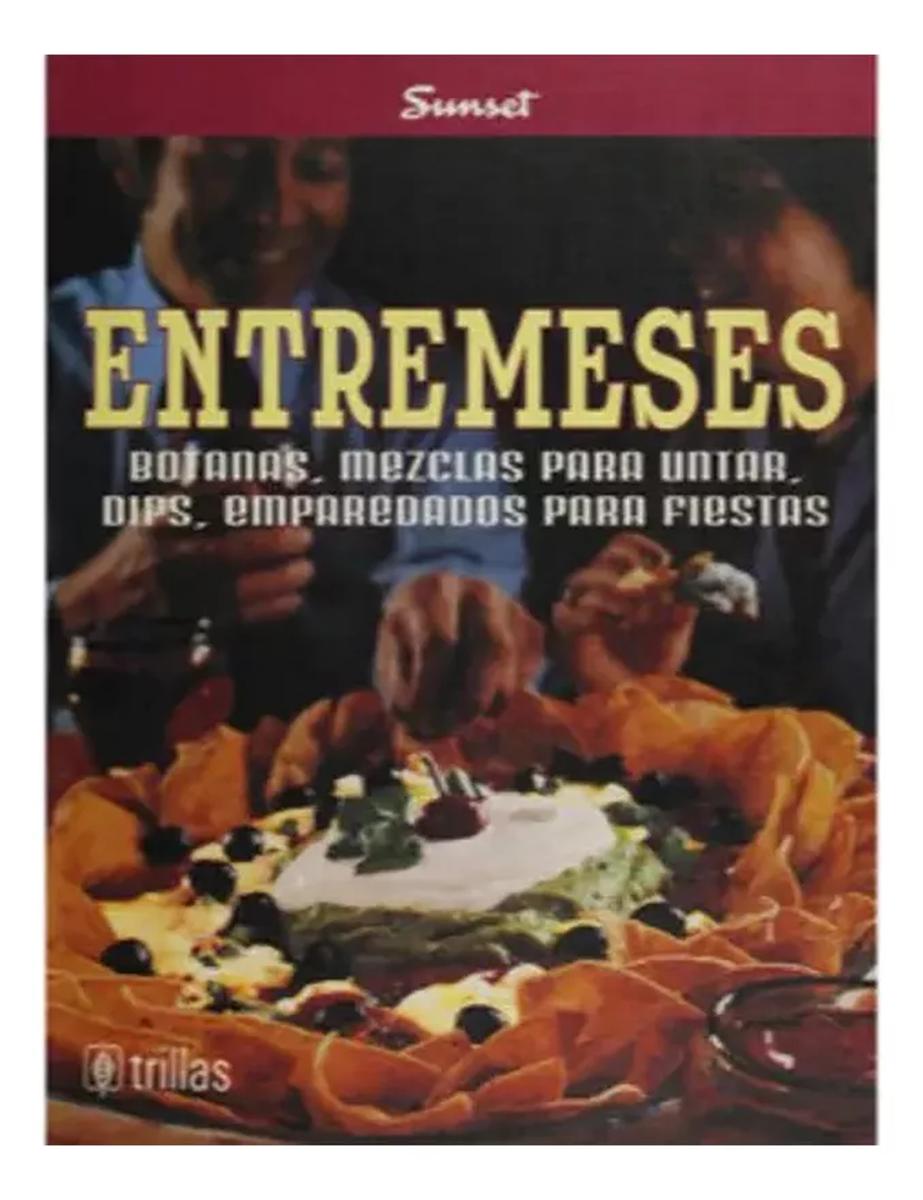 Sunset
ENTREMESES
BOTANAS, MEZCLAS PARA UNTAR,
DIPS, EMPAREDADOS PARA FIESTAS
trillas